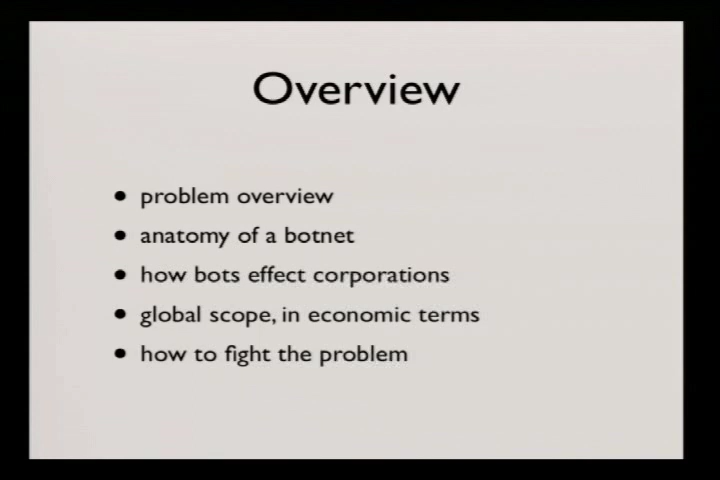 Overview
• problem overview
• anatomy of a botnet
• how bots effect corporations
• global scope, in economic terms
• how to fight the problem